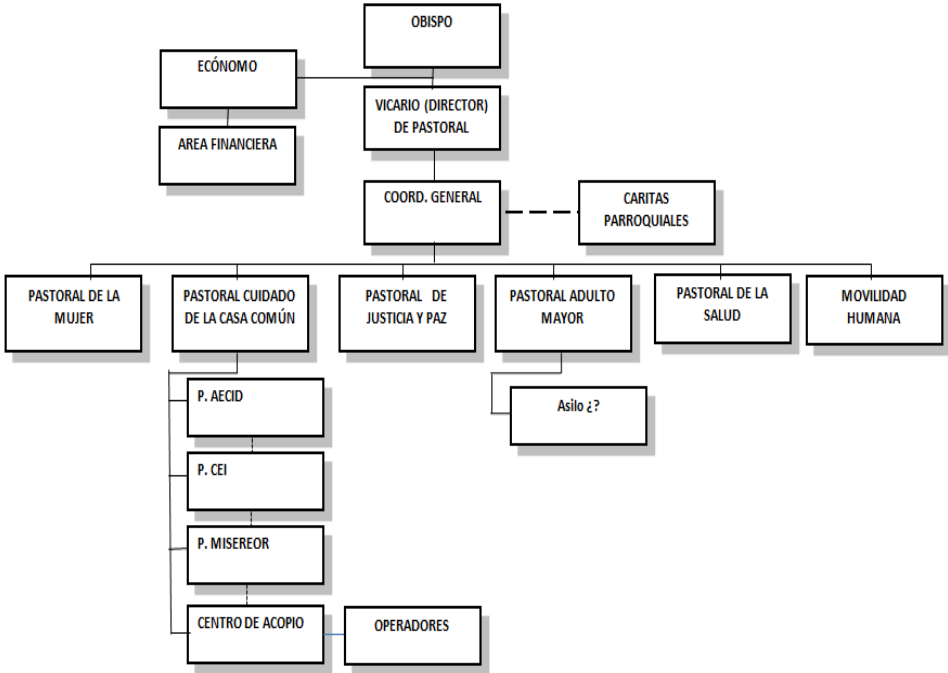 OBISPO
ECÓNOMO
VICARIO (DIRECTOR)
DE PASTORAL
AREA FINANCIERA
COORD. GENERAL
CARITAS
PARROQUIALES
PASTORAL DE LA
MUJER
PASTORAL CUIDADO
DE LA CASA COMÚN
PASTORAL DE
JUSTICIA Y PAZ
PASTORAL ADULTO
MAYOR
PASTORAL DE LA
SALUD
MOVILIDAD
HUMANA
P. AECID
Asilo ¿?
P. CEI
P. MISEREOR
CENTRO DE ACOPIO
OPERADORES